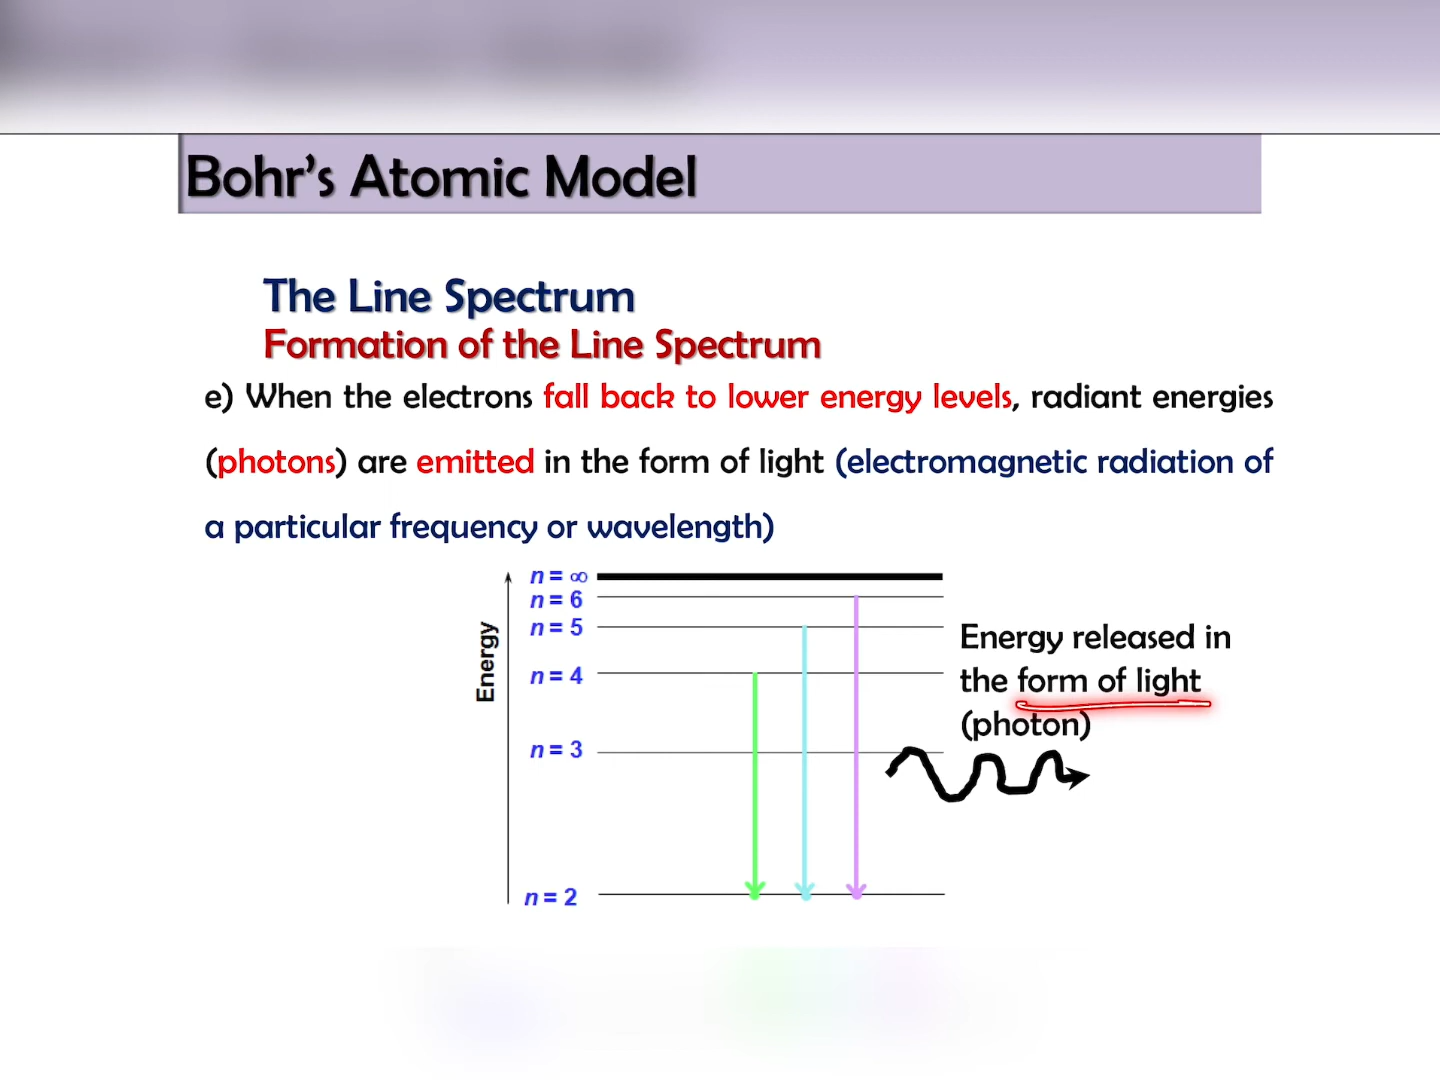 Bohr's Atomic Model
The Line Spectrum
Formation of the Line Spectrum
e) When the electrons fall back to lower energy levels, radiant energies
(photons) are emitted in the form of light (electromagnetic radiation of
a particular frequency or wavelength)
n = ∞
n = 6
n = 5
n = 4
n = 3
n = 2
Energy
Energy released in
the form of light
(photon)